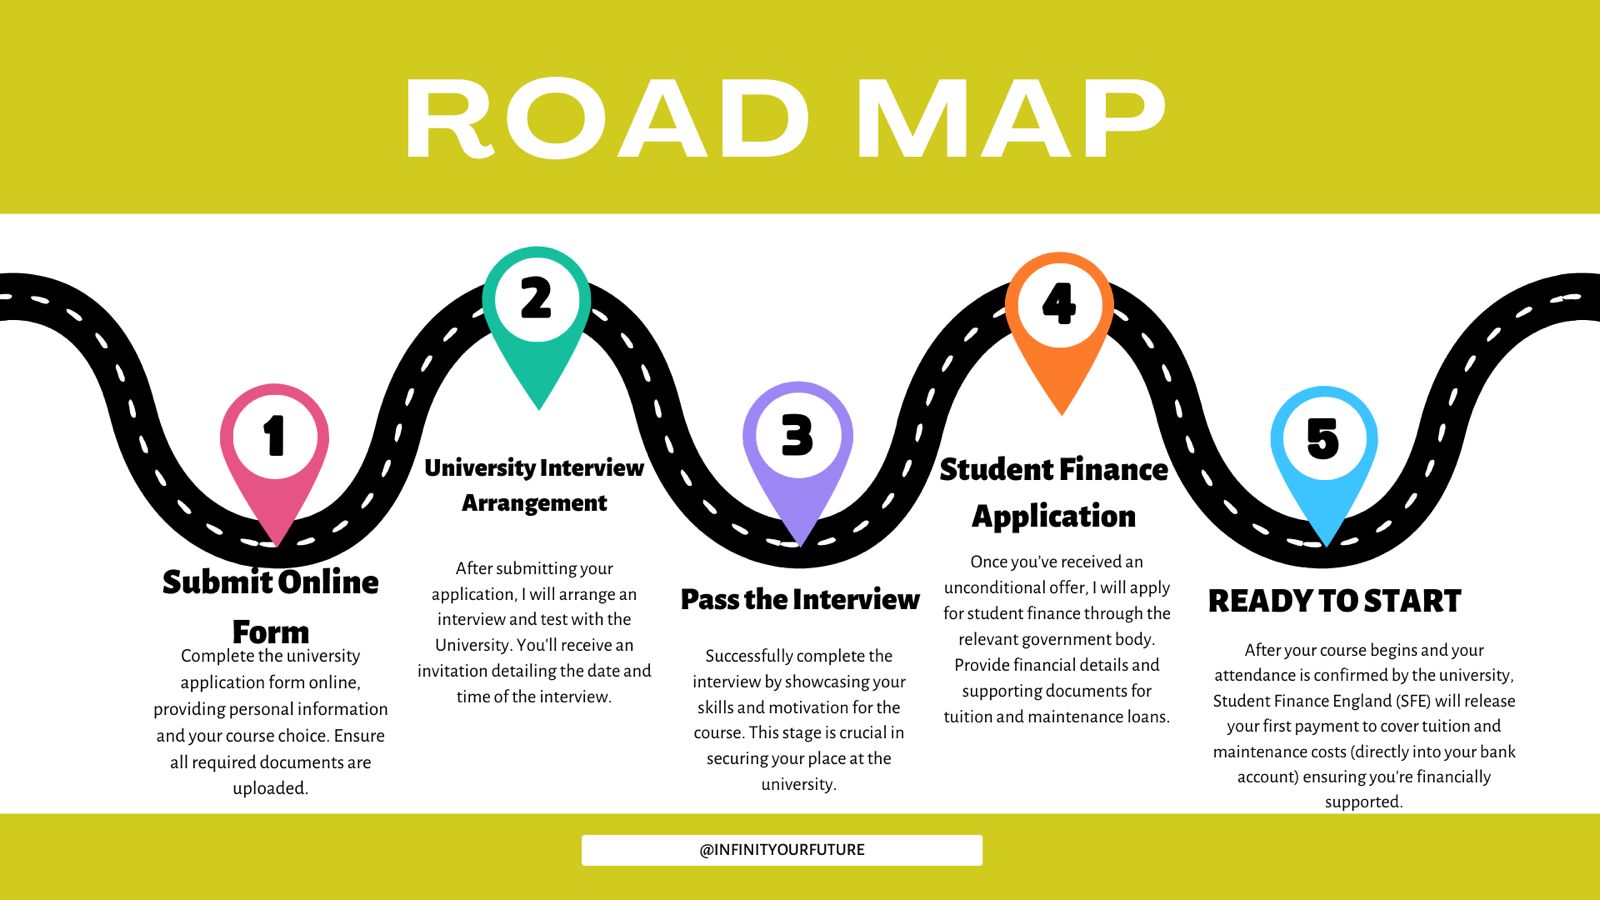 ROAD MAP
1
Submit Online
Form
Complete the university
application form online,
providing personal information
and your course choice. Ensure
all required documents are
uploaded.
2
University Interview
Arrangement
After submitting your
application, I will arrange an
interview and test with the
University. You'll receive an
invitation detailing the date and
time of the interview.
3
Pass the Interview
Successfully complete the
interview by showcasing your
skills and motivation for the
course. This stage is crucial in
securing your place at the
university.
4
Student Finance
Application
Once you’ve received an
unconditional offer, I will apply
for student finance through the
relevant government body.
Provide financial details and
supporting documents for
tuition and maintenance loans.
5
READY TO START
After your course begins and your
attendance is confirmed by the university,
Student Finance England (SFE) will release
your first payment to cover tuition and
maintenance costs (directly into your bank
account) ensuring you're financially
supported.
@INFINITYOURFUTURE